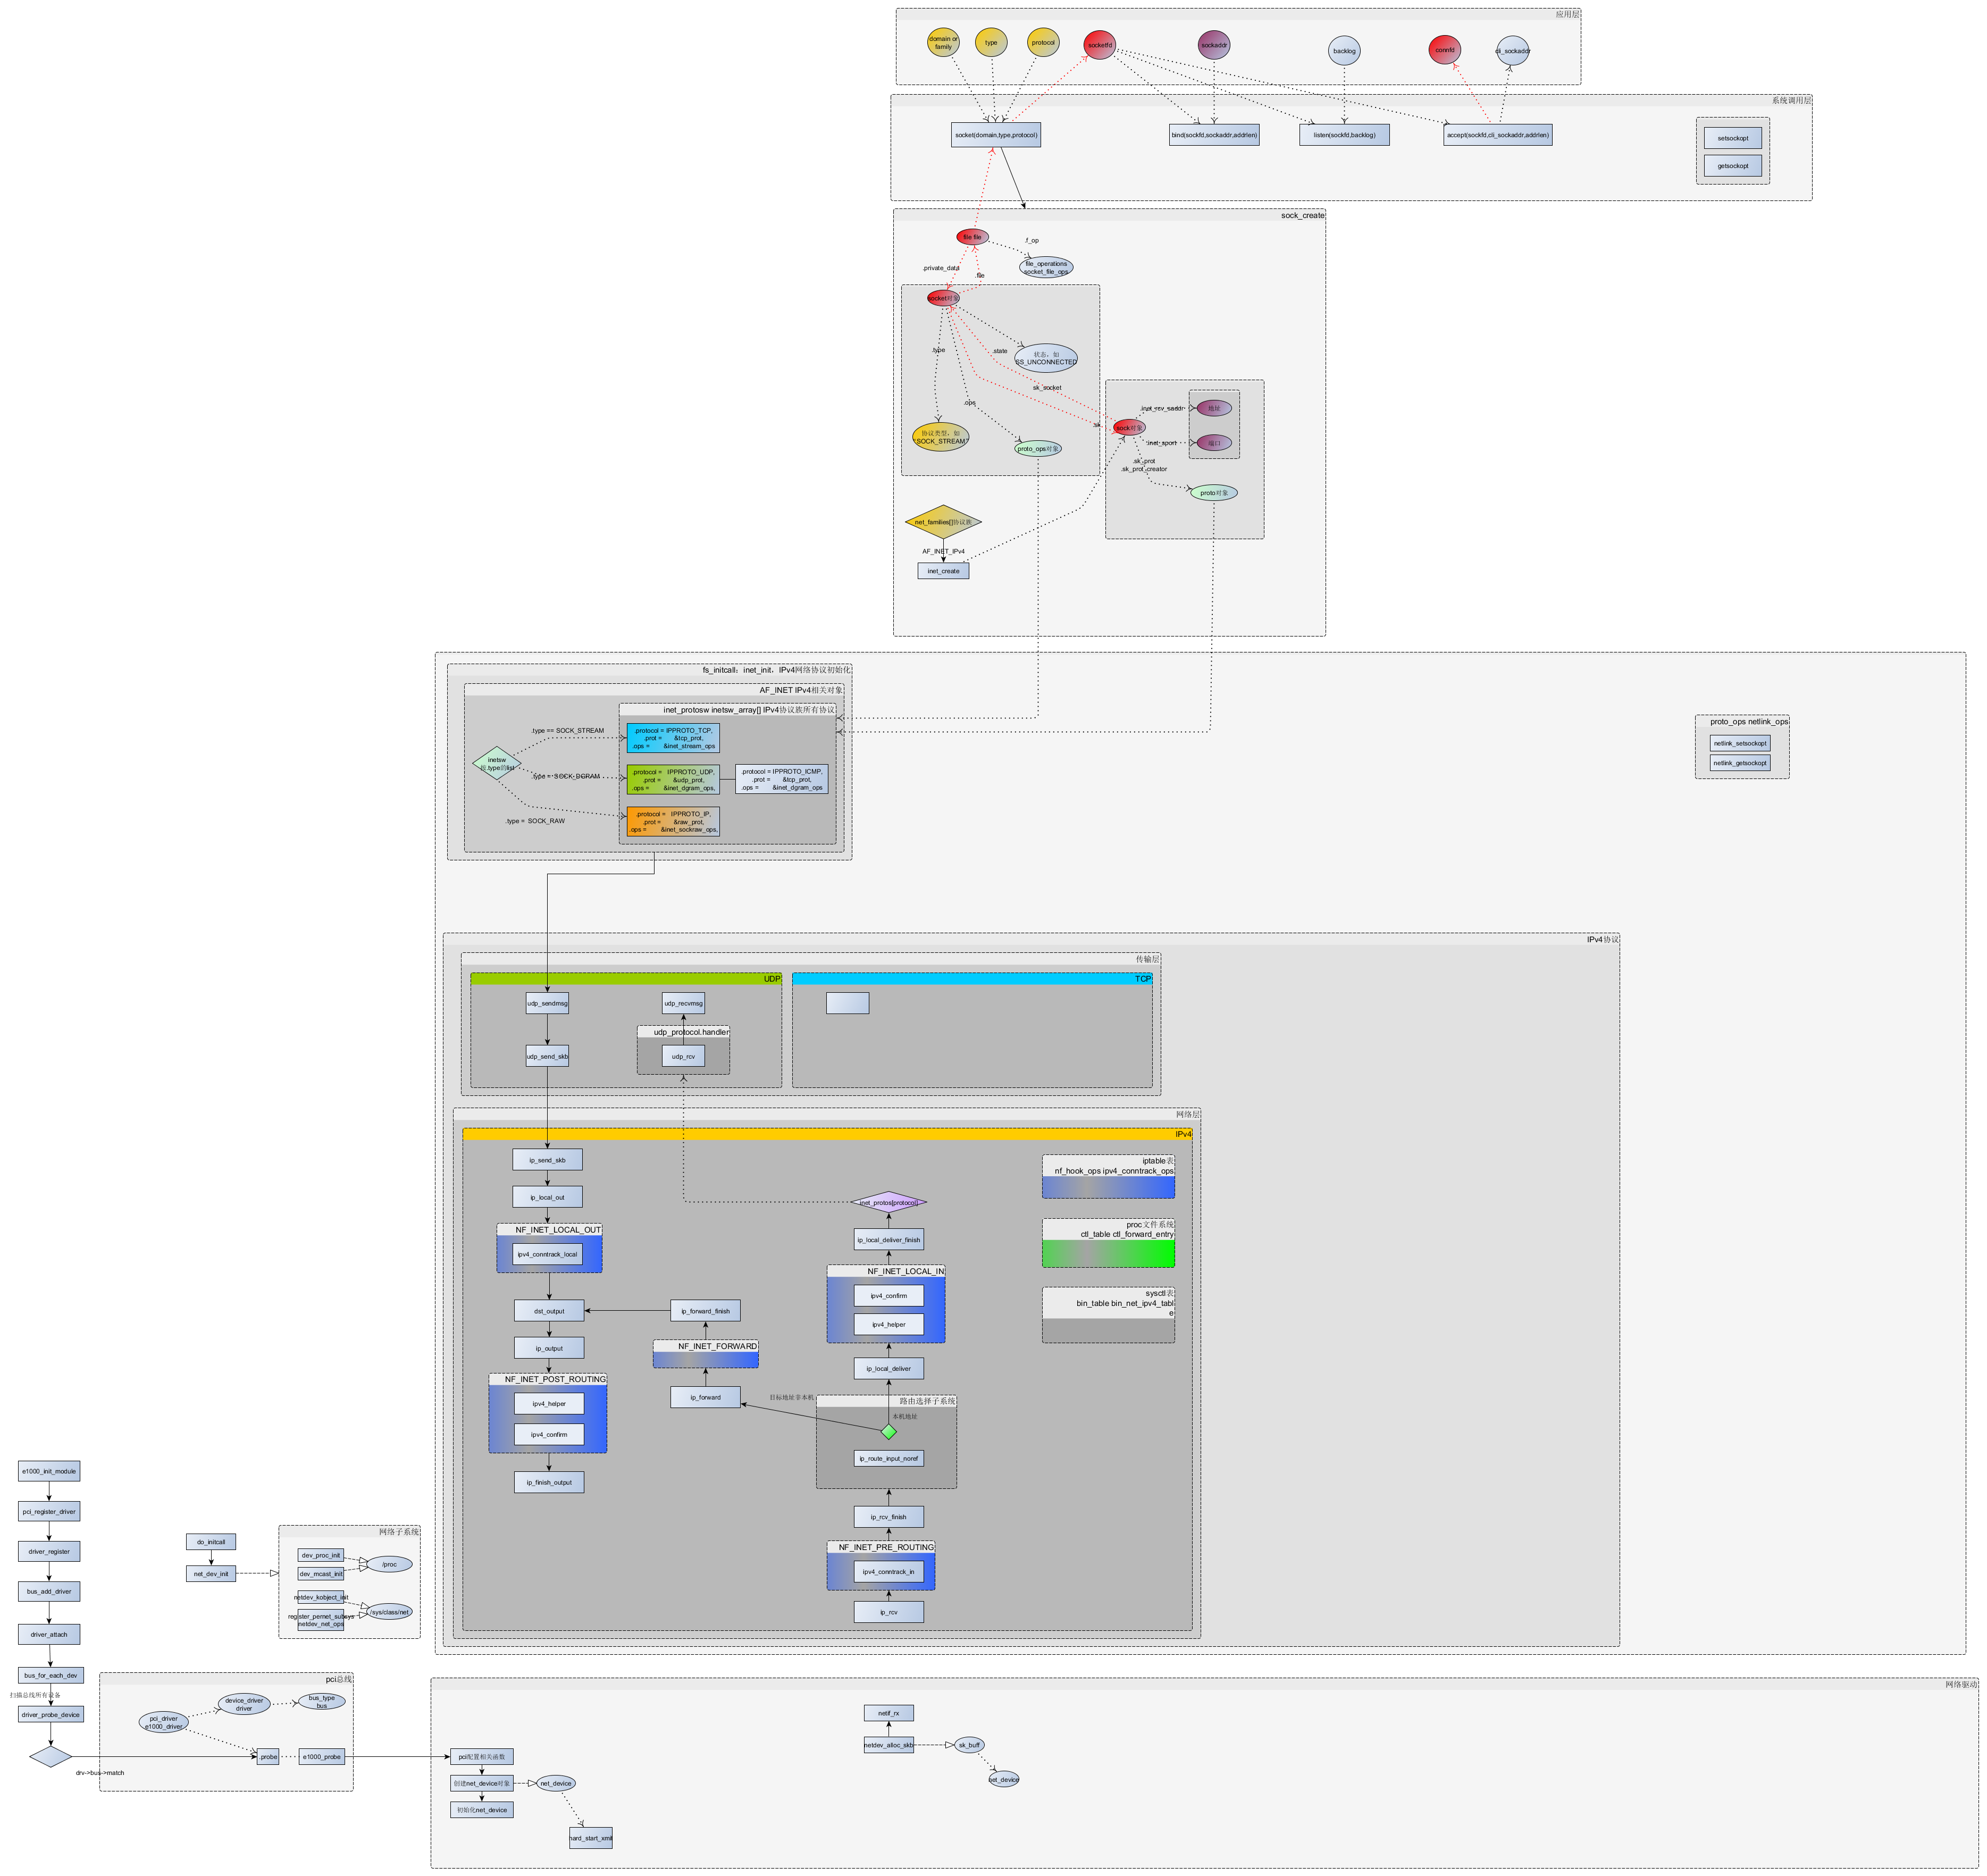 应用层
domain or
family
type
protocol
socketfd
sockaddr
backlog
connfd
cli_sockaddr
系统调用层
socket(domain,type,protocol)
bind(sockfd,sockaddr,addrlen)
listen(sockfd,backlog)
accept(sockfd,cli_sockaddr,addrlen)
setsockopt
getsockopt
sock_create
file file
.f_op
file_operations
socket_file_ops
.private_data
.file
socket对象
.type
.state
状态，如
SS_UNCONNECTED
sk_socket
.ops
.sk
协议类型，如
"SOCK_STREAM"
proto_ops对象
sock对象
.inet_rcv_saddr
地址
.inet_sport
端口
.sk_prot
.sk_prot_creator
proto对象
net_families[]协议族
AF_INET_IPv4
inet_create
fs_initcall：inet_init，IPv4网络协议初始化
AF_INET IPv4相关对象
inet_protosw inetsw_array[] IPv4协议族所有协议
inetsw
按.type的list
.type == SOCK_STREAM
.protocol = IPPROTO_TCP,
.prot = &tcp_prot,
.ops = &inet_stream_ops
.type = SOCK-DGRAM
.protocol = IPPROTO_UDP,
.prot = &udp_prot,
.ops = &inet_dgram_ops,
.protocol = IPPROTO_ICMP,
.prot = &tcp_prot,
.ops = &inet_dgram_ops
.type = SOCK_RAW
.protocol = IPPROTO_IP,
.prot = &raw_prot,
.ops = &inet_sockraw_ops,
proto_ops netlink_ops
netlink_setsockopt
netlink_getsockopt
IPv4协议
传输层
UDP
udp_sendmsg
udp_send_skb
udp_recvmsg
udp_protocol.handler
udp_rcv
TCP
网络层
IPv4
ip_send_skb
ip_local_out
NF_INET_LOCAL_OUT
ipv4_conntrack_local
dst_output
ip_output
NF_INET_POST_ROUTING
ipv4_helper
ipv4_confirm
ip_finish_output
ip_forward_finish
NF_INET_FORWARD
ip_forward
目标地址非本机
inet_protos[protocol]
ip_local_deliver_finish
NF_INET_LOCAL_IN
ipv4_confirm
ipv4_helper
ip_local_deliver
路由选择子系统
本机地址
ip_route_input_noref
ip_rcv_finish
NF_INET_PRE_ROUTING
ipv4_conntrack_in
ip_rcv
iptable表
nf_hook_ops ipv4_conntrack_ops
proc文件系统
ctl_table ctl_forward_entry
sysctl表
bin_table bin_net_ipv4_tabl
e
e1000_init_module
pci_register_driver
driver_register
bus_add_driver
driver_attach
bus_for_each_dev
扫描总线所有设备
driver_probe_device
drv->bus->match
do_initcall
net_dev_init
网络子系统
dev_proc_init
dev_mcast_init
/proc
netdev_kobject_init
register_pernet_subsys
netdev_net_ops
/sys/class/net
pci总线
pci_driver
e1000_driver
device_driver
driver
bus_type
bus
.probe
e1000_probe
网络驱动
pci配置相关函数
创建net_device对象
初始化net_device
net_device
hard_start_xmit
netif_rx
netdev_alloc_skb
sk_buff
net_device